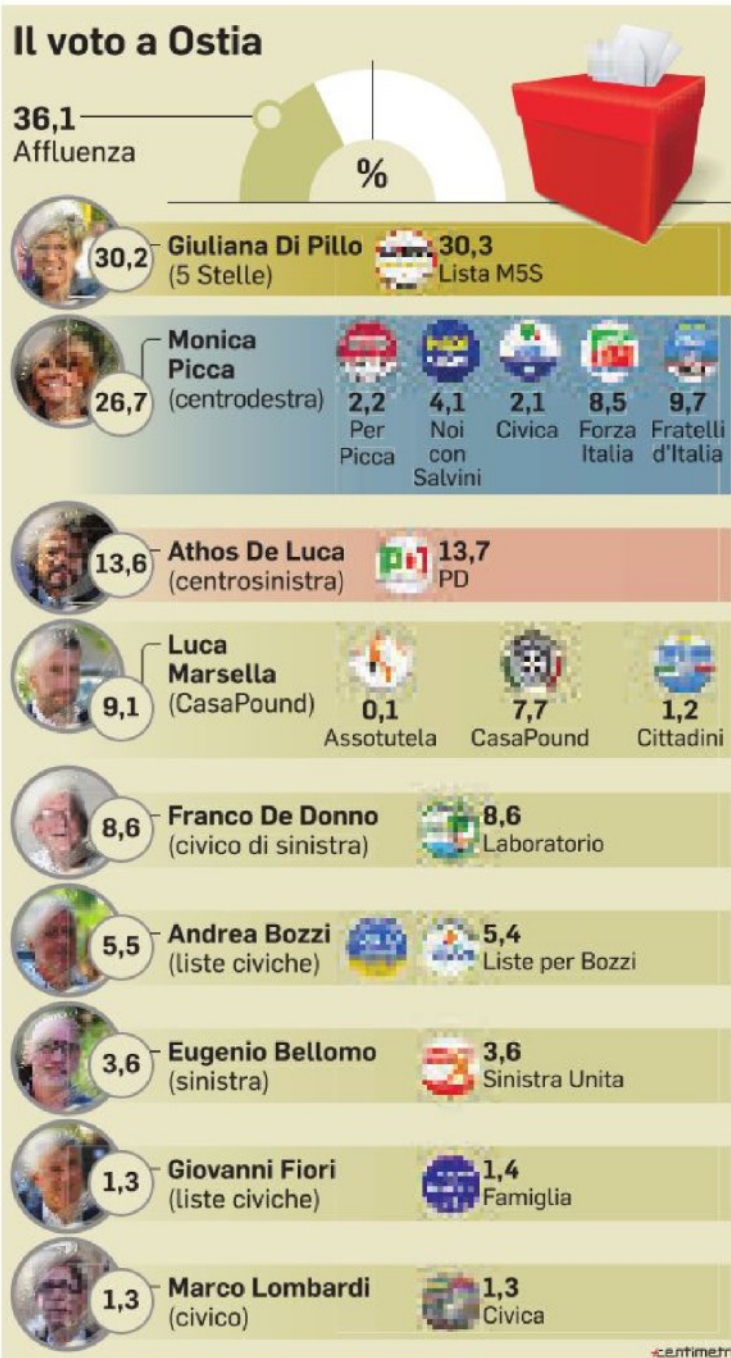 Il voto a Ostia
36,1
Affluenza
%
30,2
Giuliana Di Pillo
(5 Stelle)
30,3
Lista M5S
26,7
Monica
Picca
(centrodestra)
2,2
Per
Picca
4,1
Noi
con
Salvini
2,1
Civica
8,5
Forza
Italia
9,7
Fratelli
d'Italia
13,6
Athos De Luca
(centrosinistra)
13,7
PD
9,1
Luca
Marsella
(CasaPound)
0,1
Assotutela
7,7
CasaPound
1,2
Cittadini
8,6
Franco De Donno
(civico di sinistra)
8,6
Laboratorio
5,5
Andrea Bozzi
(liste civiche)
5,4
Liste per Bozzi
3,6
Eugenio Bellomo
(sinistra)
3,6
Sinistra Unita
1,3
Giovanni Fiori
(liste civiche)
1,4
Famiglia
1,3
Marco Lombardi
(civico)
1,3
Civica
centimetri